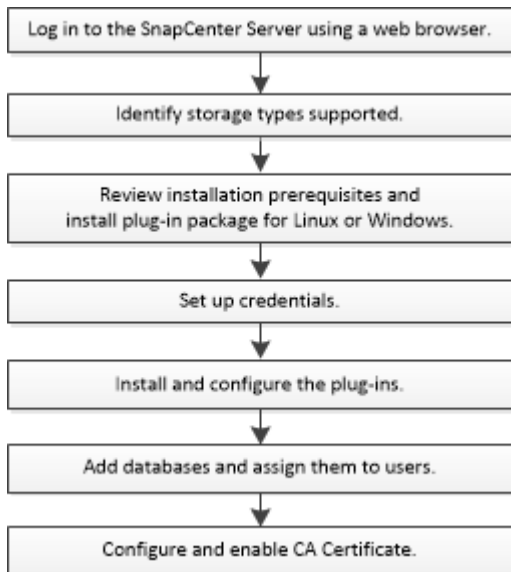 Log in to the SnapCenter Server using a web browser.
Identify storage types supported.
Review installation prerequisites and
install plug-in package for Linux or Windows.
Set up credentials.
Install and configure the plug-ins.
Add databases and assign them to users.
Configure and enable CA Certificate.